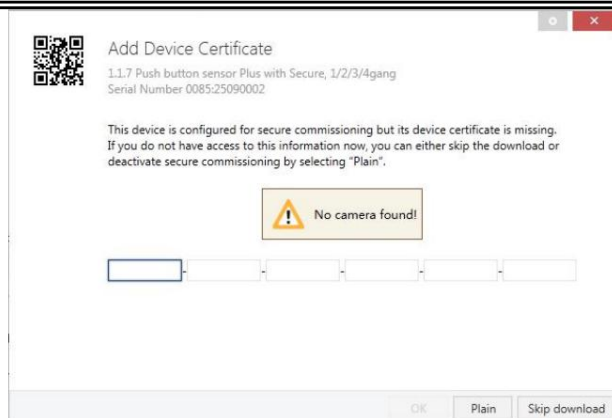 Add Device Certificate
1.1.7 Push button sensor Plus with Secure, 1/2/3/4gang
Serial Number 0085:25090002
This device is configured for secure commissioning but its device certificate is missing.
If you do not have access to this information now, you can either skip the download or
deactivate secure commissioning by selecting "Plain".
No camera found!
- - - - -
OK Plain Skip download